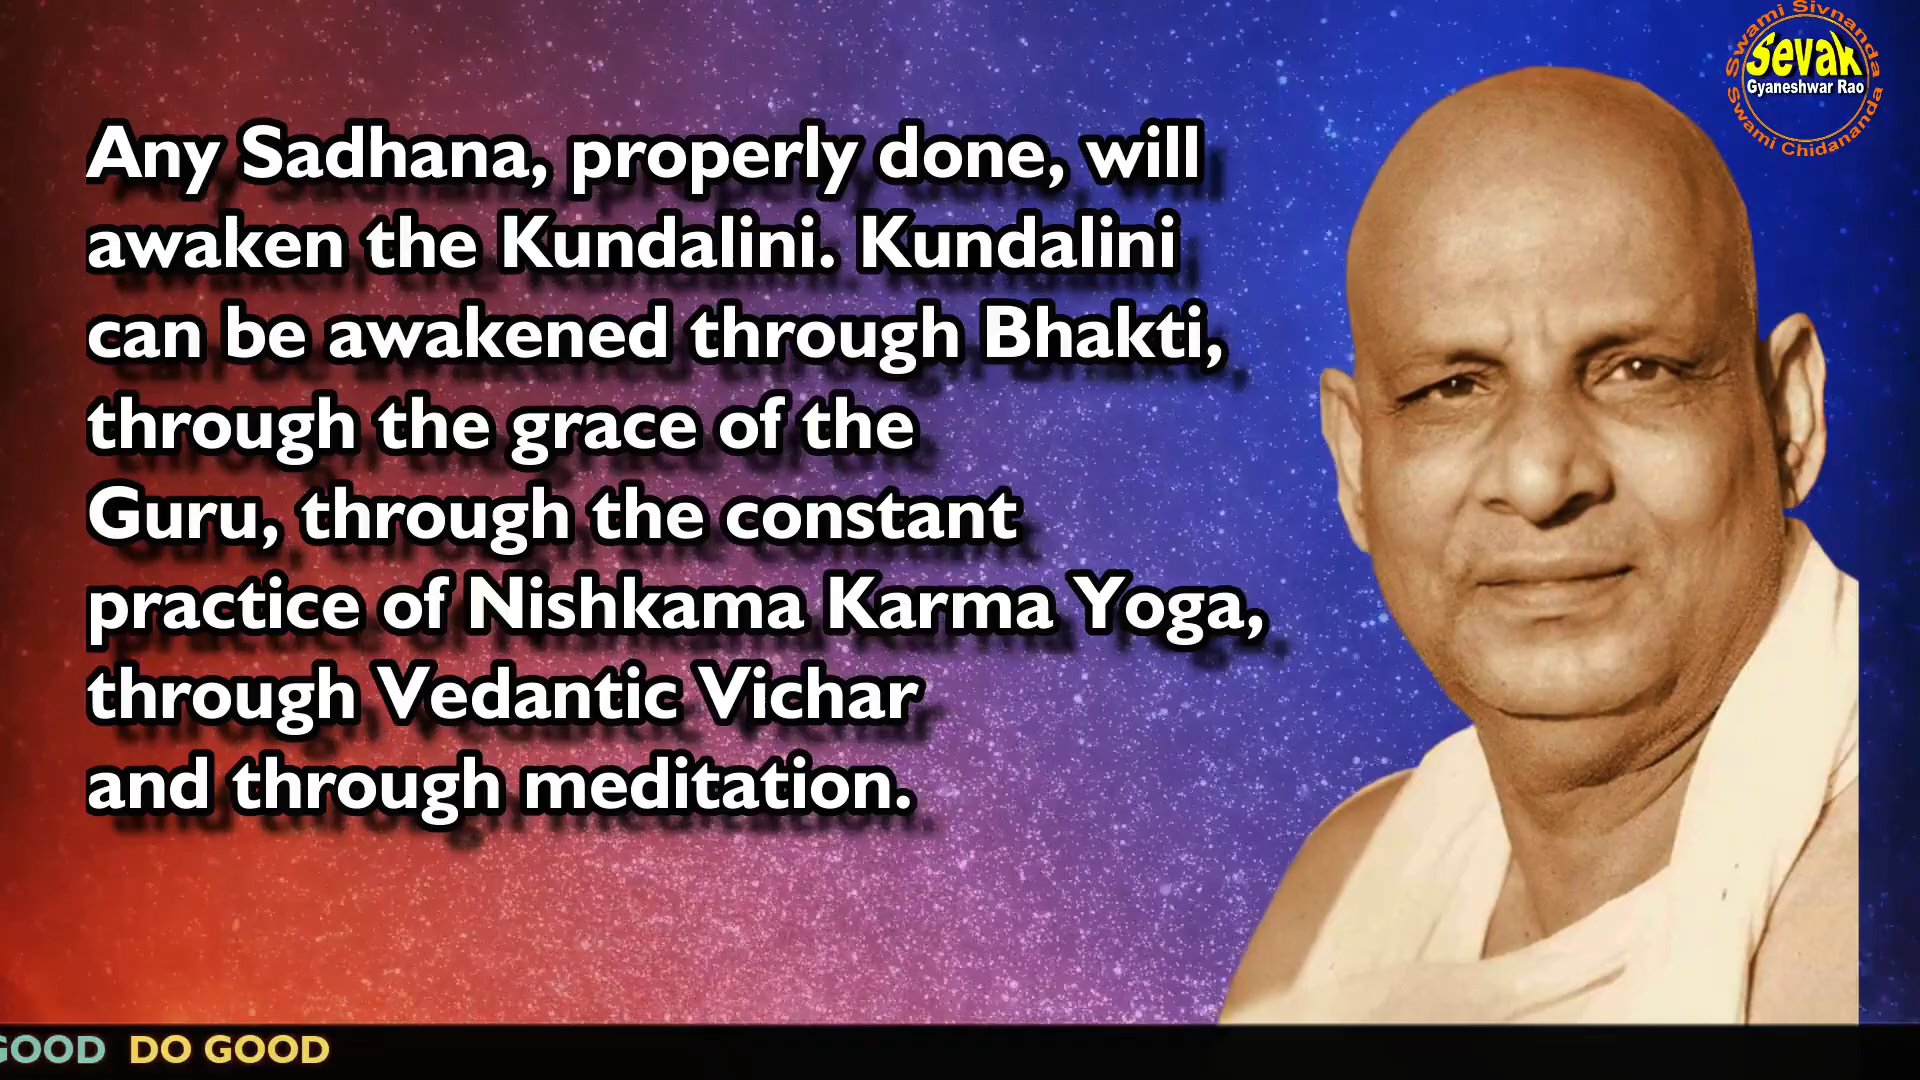 Swami Sivnanda
Sevak
Gyaneshwar Rao
Swami Chidananda
Any Sadhana, properly done, will
awaken the Kundalini. Kundalini
can be awakened through Bhakti,
through the grace of the
Guru, through the constant
practice of Nishkama Karma Yoga,
through Vedantic Vichar
and through meditation.
GOOD DO GOOD